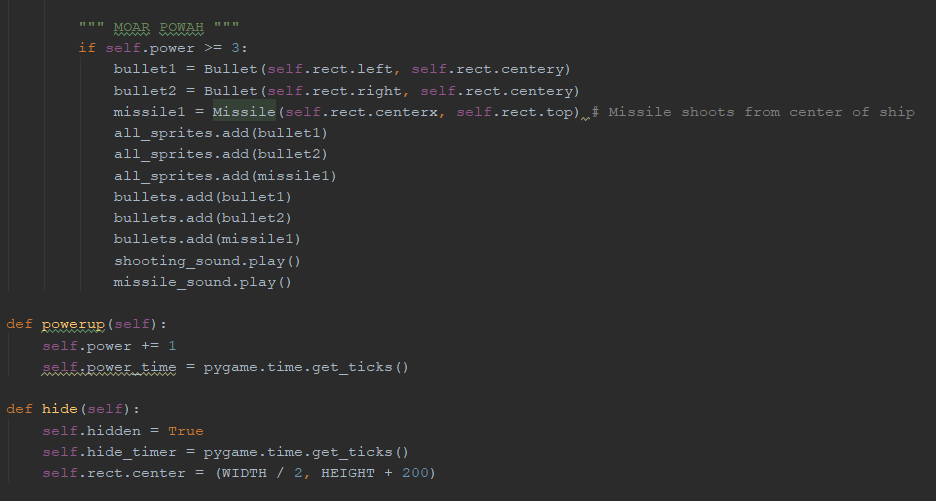 """ MOAR POWAH """
if self.power >= 3:
bullet1 = Bullet(self.rect.left, self.rect.centery)
bullet2 = Bullet(self.rect.right, self.rect.centery)
missile1 = Missile(self.rect.centerx, self.rect.top) # Missile shoots from center of ship
all_sprites.add(bullet1)
all_sprites.add(bullet2)
all_sprites.add(missile1)
bullets.add(bullet1)
bullets.add(bullet2)
bullets.add(missile1)
shooting_sound.play()
missile_sound.play()
def powerup(self):
self.power += 1
self.power_time = pygame.time.get_ticks()
def hide(self):
self.hidden = True
self.hide_timer = pygame.time.get_ticks()
self.rect.center = (WIDTH / 2, HEIGHT + 200)